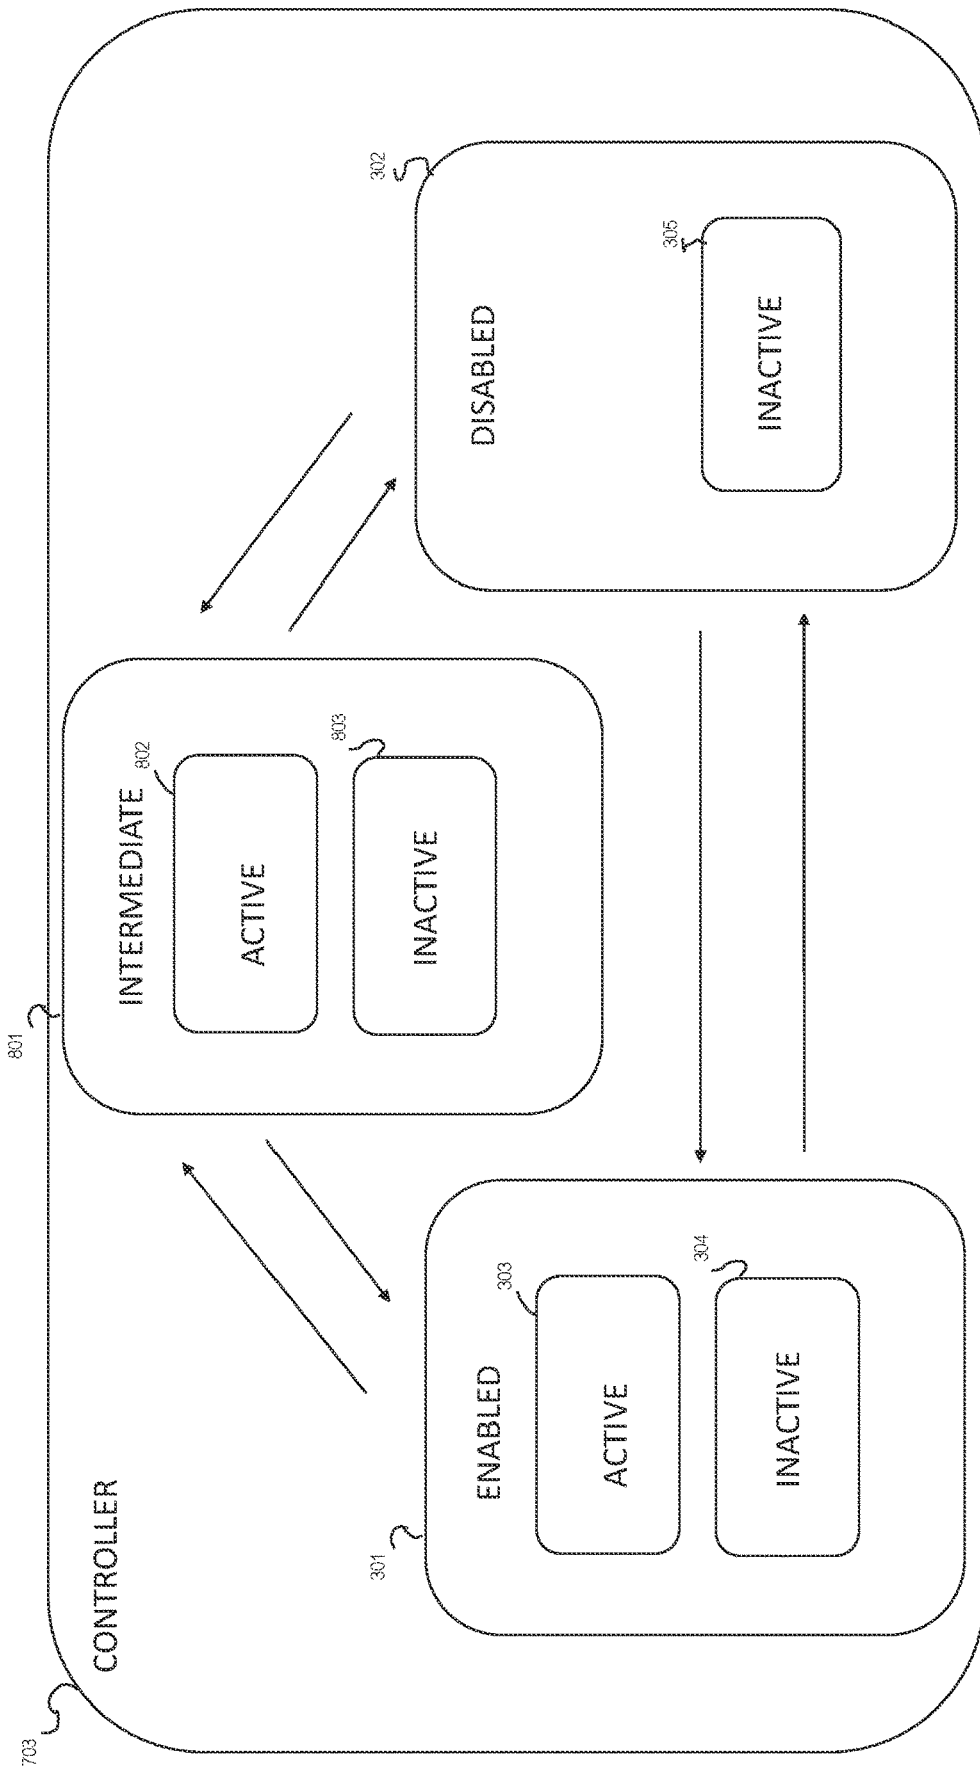 703
CONTROLLER
801
INTERMEDIATE
802
ACTIVE
803
INACTIVE
301
ENABLED
303
ACTIVE
304
INACTIVE
302
DISABLED
305
INACTIVE